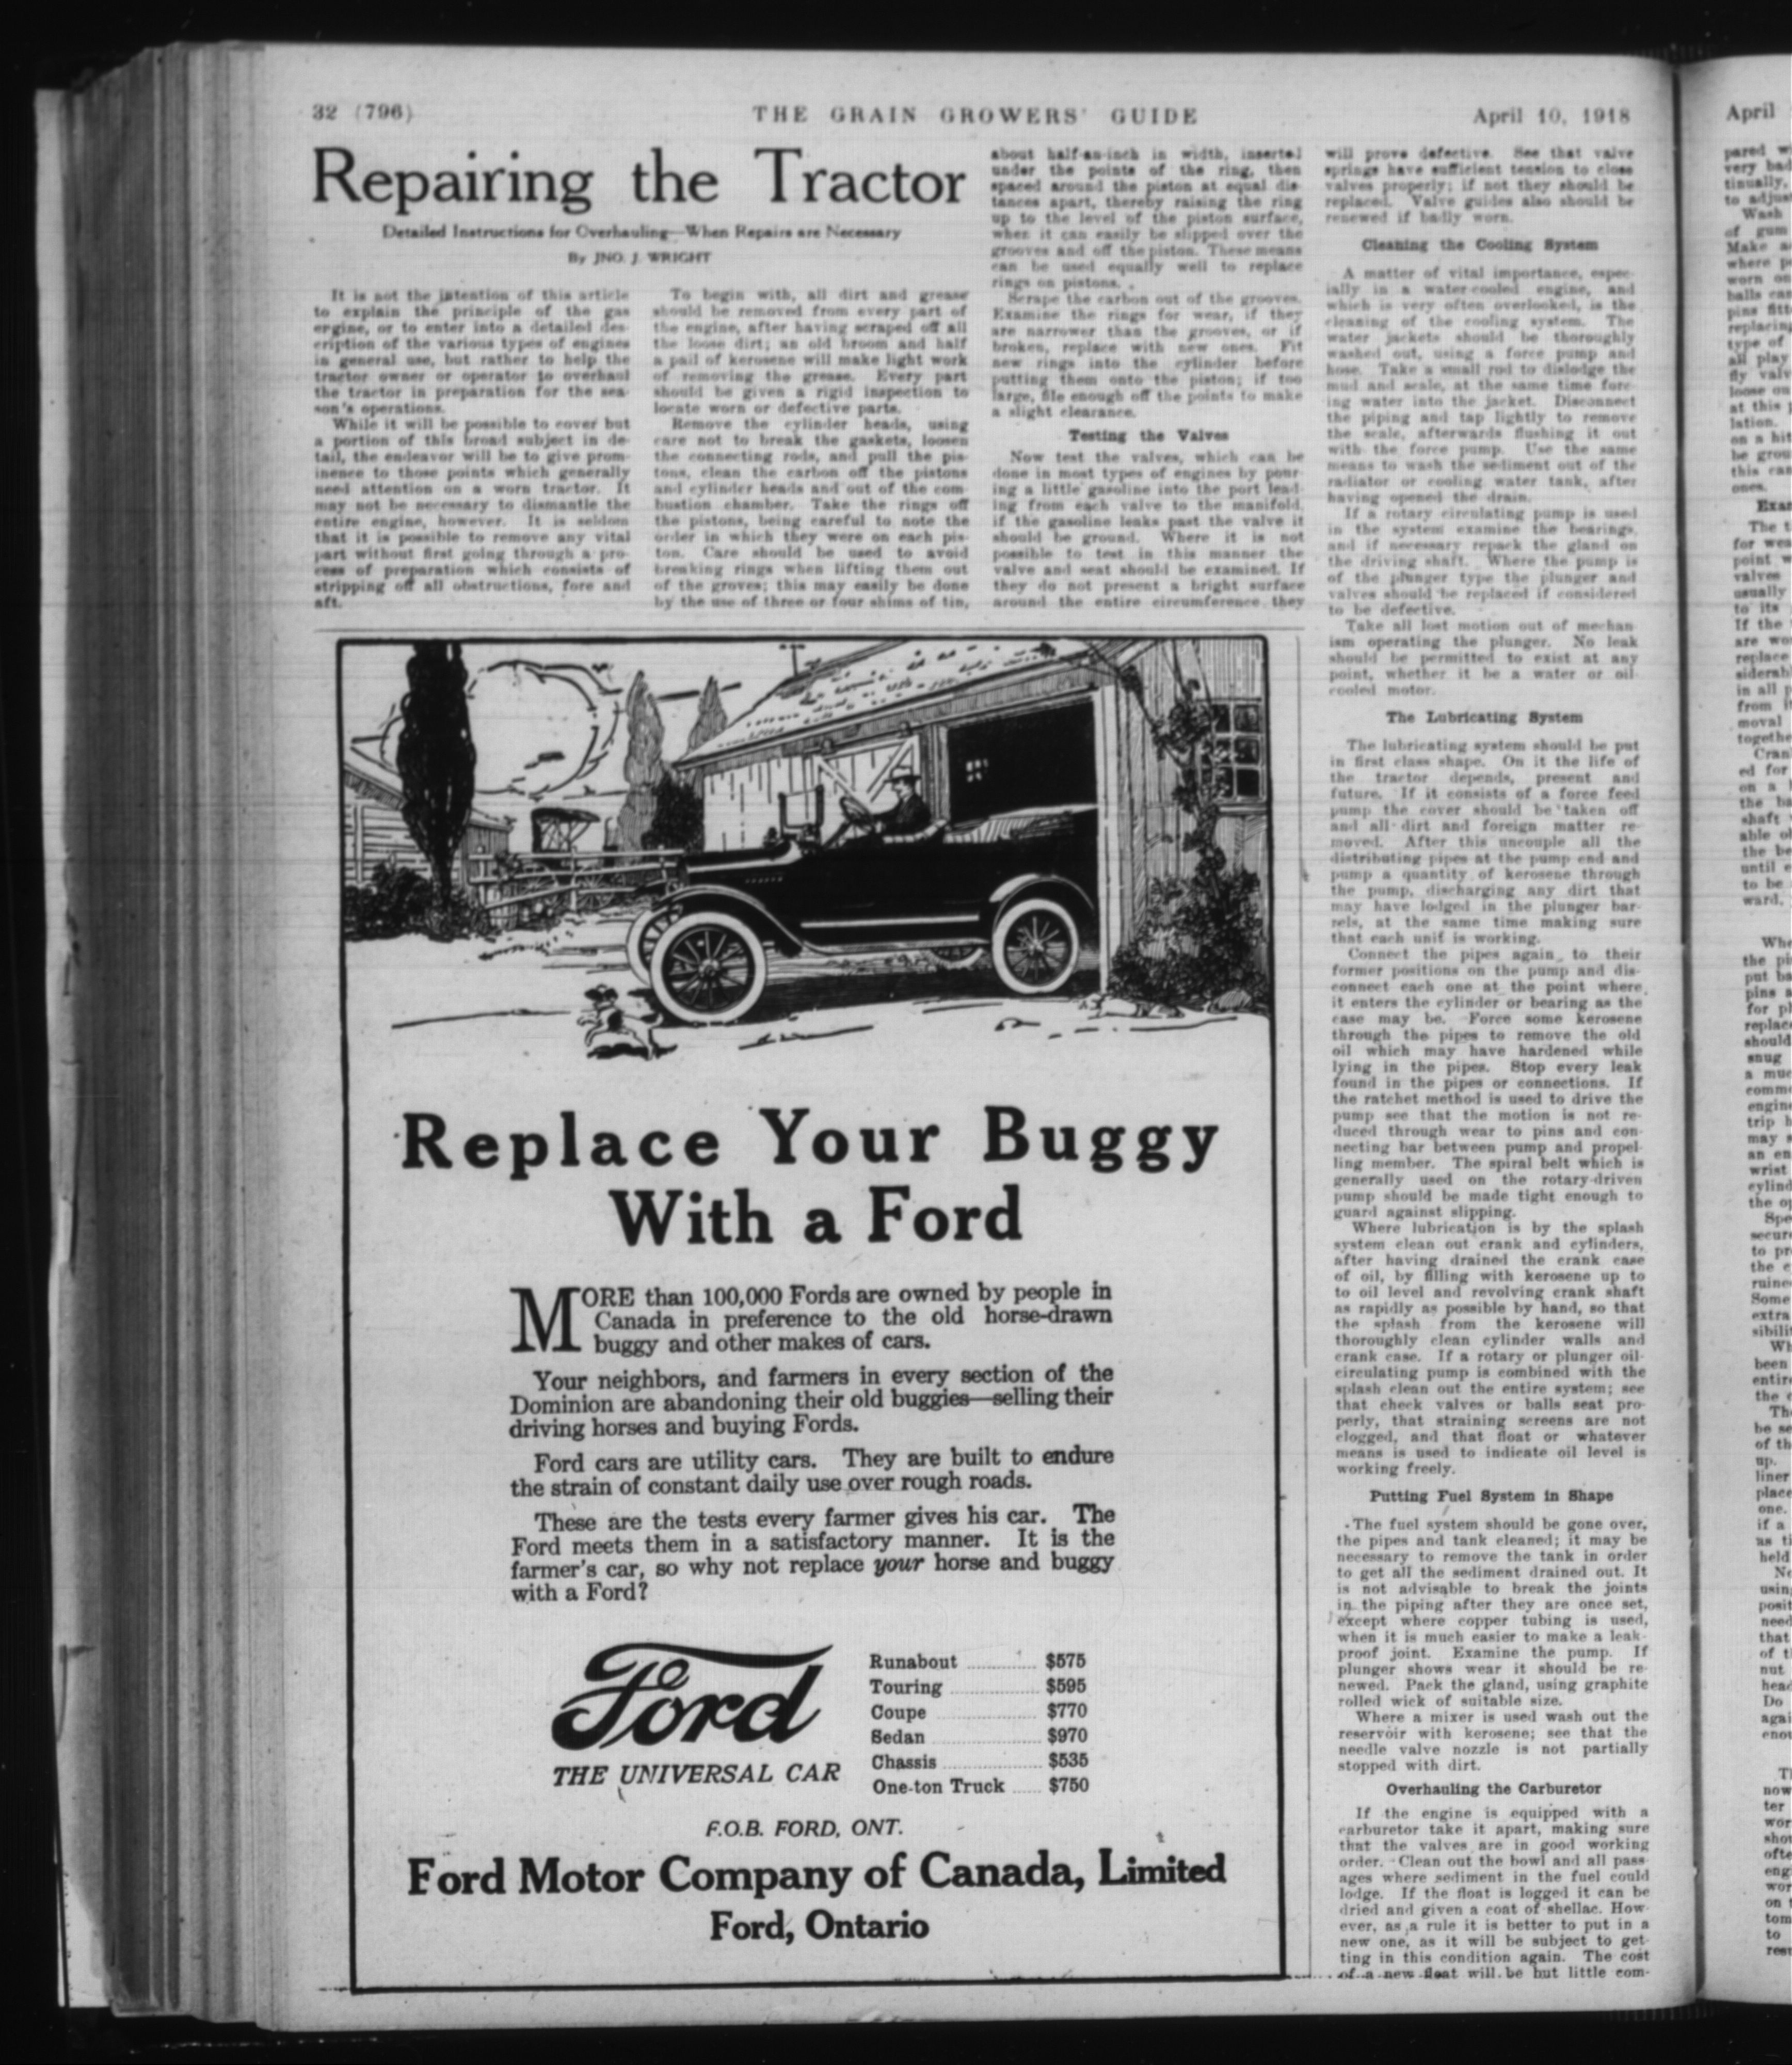 32 (796)
THE GRAIN GROWERS' GUIDE
April 10, 1918
Repairing the Tractor
Detailed Instructions for Overhauling—When Repairs are Necessary
By JNO. J. WRIGHT
It is not the intention of this article
to explain the principle of the gas
engine, or to enter into a detailed des-
cription of the various types of engines
in general use, but rather to help the
tractor owner or operator to overhaul
the tractor in preparation for the sea-
son's operations.
While it will be possible to cover but
a portion of this broad subject in de-
tail, the endeavor will be to give prom-
inence to those points which generally
need attention on a worn tractor. It
may not be necessary to dismantle the
entire engine, however. It is seldom
that it is possible to remove any vital
part without first going through a pro-
cess of preparation which consists of
stripping off all obstructions, fore and
aft.
To begin with, all dirt and grease
should be removed from every part of
the engine, after having scraped off all
the loose dirt; an old broom and half
a pail of kerosene will make light work
of removing the grease. Every part
should be given a rigid inspection to
locate worn or defective parts.
Remove the cylinder heads, using
care not to break the gaskets, loosen
the connecting rods, and pull the pis-
tons, clean the carbon off the pistons
and cylinder heads and out of the com-
bustion chamber. Take the rings off
the pistons, being careful to note the
order in which they were on each pis-
ton. Care should be used to avoid
breaking rings when lifting them out
of the groves; this may easily be done
by the use of three or four shims of tin,
about half-an-inch in width, inserted
under the points of the ring, then
spaced around the piston at equal dis-
tances apart, thereby raising the ring
up to the level of the piston surface,
when it can easily be slipped over the
grooves and off the piston. These means
can be used equally well to replace
rings on pistons.
Scrape the carbon out of the grooves.
Examine the rings for wear, if they
are narrower than the grooves, or if
broken, replace with new ones. Fit
new rings into the cylinder before
putting them onto the piston; if too
large, file enough off the points to make
a slight clearance.
Testing the Valves
Now test the valves, which can be
done in most types of engines by pour-
ing a little gasoline into the port lead-
ing from each valve to the manifold,
if the gasoline leaks past the valve it
should be ground. Where it is not
possible to test in this manner the
valve and seat should be examined. If
they do not present a bright surface
around the entire circumference they
will prove defective. See that valve
springs have sufficient tension to close
valves properly; if not they should be
replaced. Valve guides also should be
renewed if badly worn.
Cleaning the Cooling System
A matter of vital importance, espec-
ially in a water-cooled engine, and
which is very often overlooked, is the
cleaning of the cooling system. The
water jackets should be thoroughly
washed out, using a force pump and
hose. Take a small rod to dislodge the
mud and scale, at the same time forc-
ing water into the jacket. Disconnect
the piping and tap lightly to remove
the scale, afterwards flushing it out
with the force pump. Use the same
means to wash the sediment out of the
radiator or cooling water tank, after
having opened the drain.
If a rotary circulating pump is used
in the system examine the bearings,
and if necessary repack the gland on
the driving shaft. Where the pump is
of the plunger type the plunger and
valves should be replaced if considered
to be defective.
Take all lost motion out of mechan-
ism operating the plunger. No leak
should be permitted to exist at any
point, whether it be a water or oil-
cooled motor.
The Lubricating System
The lubricating system should be put
in first class shape. On it the life of
the tractor depends, present and
future. If it consists of a force feed
pump the cover should be taken off
and all dirt and foreign matter re-
moved. After this uncouple all the
distributing pipes at the pump end and
pump a quantity of kerosene through
the pump, discharging any dirt that
may have lodged in the plunger bar-
rels, at the same time making sure
that each unit is working.
Connect the pipes again to their
former positions on the pump and dis-
connect each one at the point where
it enters the cylinder or bearing as the
case may be. Force some kerosene
through the pipes to remove the old
oil which may have hardened while
lying in the pipes. Stop every leak
found in the pipes or connections. If
the ratchet method is used to drive the
pump see that the motion is not re-
duced through wear to pins and con-
necting bar between pump and propel-
ling member. The spiral belt which is
generally used on the rotary-driven
pump should be made tight enough to
guard against slipping.
Where lubrication is by the splash
system clean out crank and cylinders,
after having drained the crank case
of oil, by filling with kerosene up to
to oil level and revolving crank shaft
as rapidly as possible by hand, so that
the splash from the kerosene will
thoroughly clean cylinder walls and
crank case. If a rotary or plunger oil-
circulating pump is combined with the
splash clean out the entire system; see
that check valves or balls seat pro-
perly, that straining screens are not
clogged, and that float or whatever
means is used to indicate oil level is
working freely.
Putting Fuel System in Shape
The fuel system should be gone over,
the pipes and tank cleaned; it may be
necessary to remove the tank in order
to get all the sediment drained out. It
is not advisable to break the joints
in the piping after they are once set,
except where copper tubing is used,
when it is much easier to make a leak-
proof joint. Examine the pump. If
plunger shows wear it should be re-
newed. Pack the gland, using graphite
rolled wick of suitable size.
Where a mixer is used wash out the
reservoir with kerosene; see that the
needle valve nozzle is not partially
stopped with dirt.
Overhauling the Carburetor
If the engine is equipped with a
carburetor take it apart, making sure
that the valves are in good working
order. Clean out the bowl and all pass-
ages where sediment in the fuel could
lodge. If the float is logged it can be
dried and given a coat of shellac. How-
ever, as a rule it is better to put in a
new one, as it will be subject to get-
ting in this condition again. The cost
of a new float will be but little com-
Replace Your Buggy
With a Ford
MORE than 100,000 Fords are owned by people in
Canada in preference to the old horse-drawn
buggy and other makes of cars.
Your neighbors, and farmers in every section of the
Dominion are abandoning their old buggies—selling their
driving horses and buying Fords.
Ford cars are utility cars. They are built to endure
the strain of constant daily use over rough roads.
These are the tests every farmer gives his car. The
Ford meets them in a satisfactory manner. It is the
farmer's car, so why not replace your horse and buggy
with a Ford?
Ford
THE UNIVERSAL CAR
Runabout $575
Touring $595
Coupe $770
Sedan $970
Chassis $535
One-ton Truck $750
F.O.B. FORD, ONT.
Ford Motor Company of Canada, Limited
Ford, Ontario
April